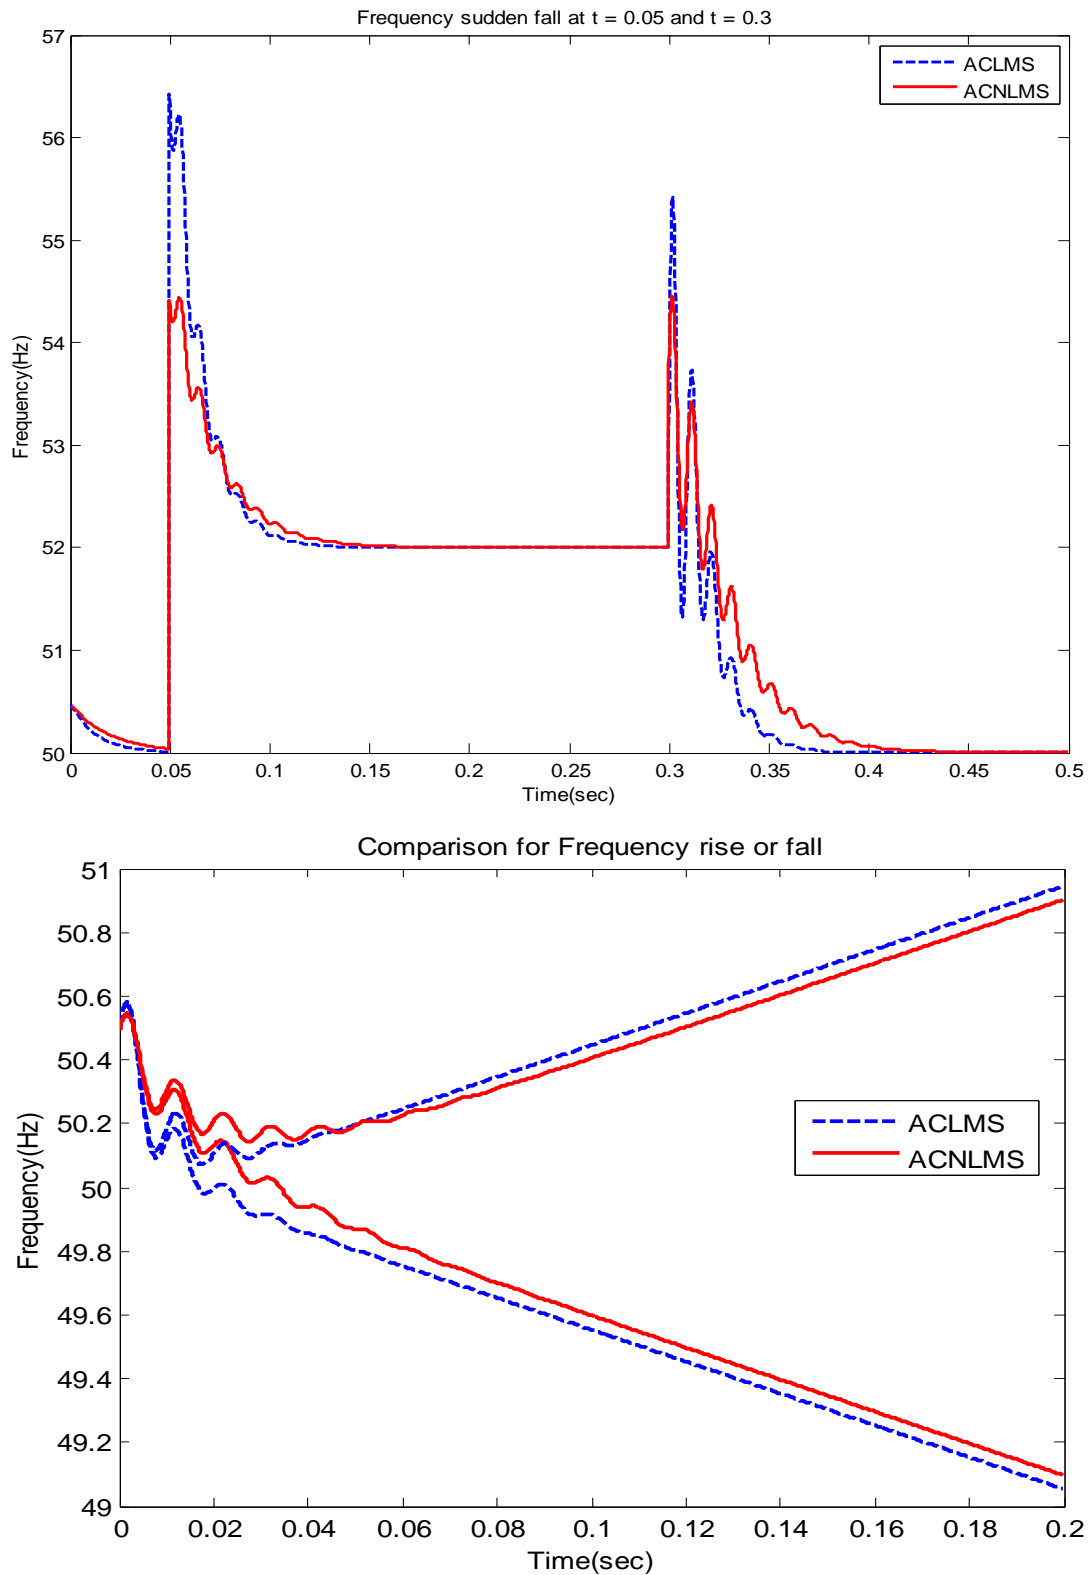 Frequency sudden fall at t = 0.05 and t = 0.3
57
56
55
54
53
52
51
50
Frequency(Hz)
ACLMS
ACNLMS
0 0.05 0.1 0.15 0.2 0.25 0.3 0.35 0.4 0.45 0.5
Time(sec)
Comparison for Frequency rise or fall
51
50.8
50.6
50.4
50.2
50
49.8
49.6
49.4
49.2
49
Frequency(Hz)
ACLMS
ACNLMS
0 0.02 0.04 0.06 0.08 0.1 0.12 0.14 0.16 0.18 0.2
Time(sec)